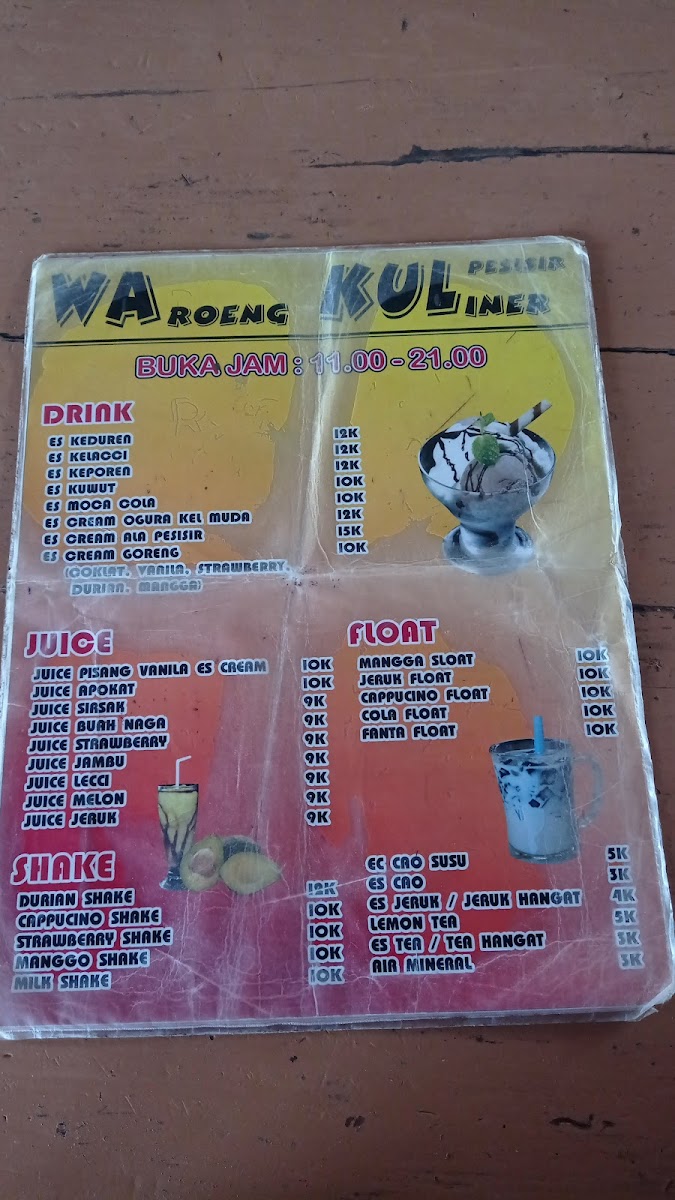 WAROENG KULINER PESISIR
BUKA JAM : 11.00 - 21.00
DRINK
ES KEDUREN 12K
ES KELACCI 12K
ES KEPOREN 12K
ES KUWUT 10K
ES MOCA COLA 10K
ES CREAM OGURA KEL MUDA 12K
ES CREAM ALA PESISIR 15K
ES CREAM GORENG 10K
(COKLAT, VANILA, STRAWBERRY,
DURIAN, MANGGA)
JUICE
JUICE PISANG VANILA ES CREAM 10K
JUICE APOKAT 10K
JUICE SIRSAK 9K
JUICE BUAH NAGA 9K
JUICE STRAWBERRY 9K
JUICE JAMBU 9K
JUICE LECCI 9K
JUICE MELON 9K
JUICE JERUK 9K
FLOAT
MANGGA SLOAT 10K
JERUK FLOAT 10K
CAPPUCINO FLOAT 10K
COLA FLOAT 10K
FANTA FLOAT 10K
SHAKE
DURIAN SHAKE 12K
CAPPUCINO SHAKE 10K
STRAWBERRY SHAKE 10K
MANGGO SHAKE 10K
MILK SHAKE 10K
EC CAO SUSU 5K
ES CAO 3K
ES JERUK / JERUK HANGAT 4K
LEMON TEA 5K
ES TEA / TEA HANGAT 3K
AIR MINERAL 3K